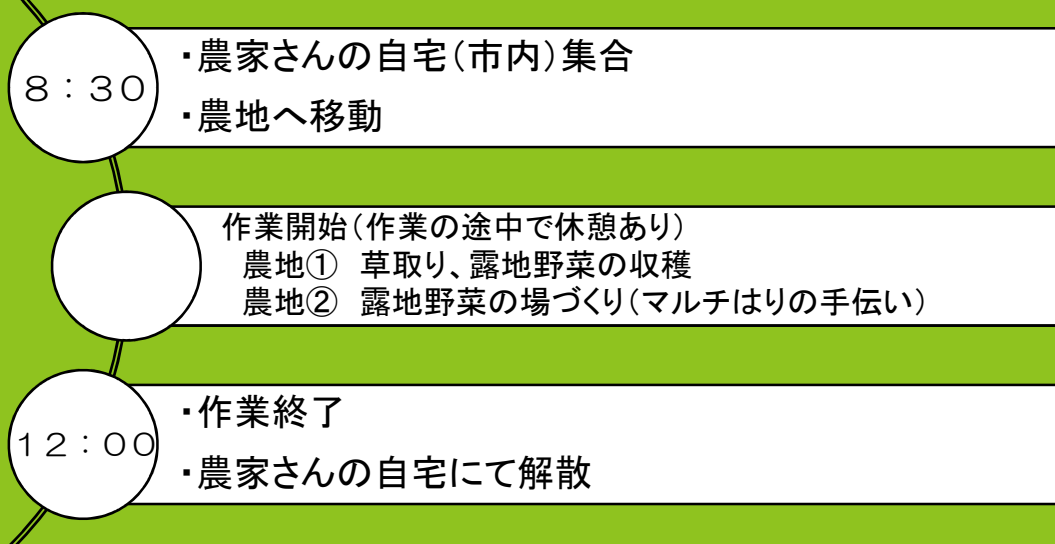 8：30
・農家さんの自宅（市内）集合
・農地へ移動
作業開始（作業の途中で休憩あり）
農地① 草取り、露地野菜の収穫
農地② 露地野菜の場づくり（マルチはりの手伝い）
12：00
・作業終了
・農家さんの自宅にて解散